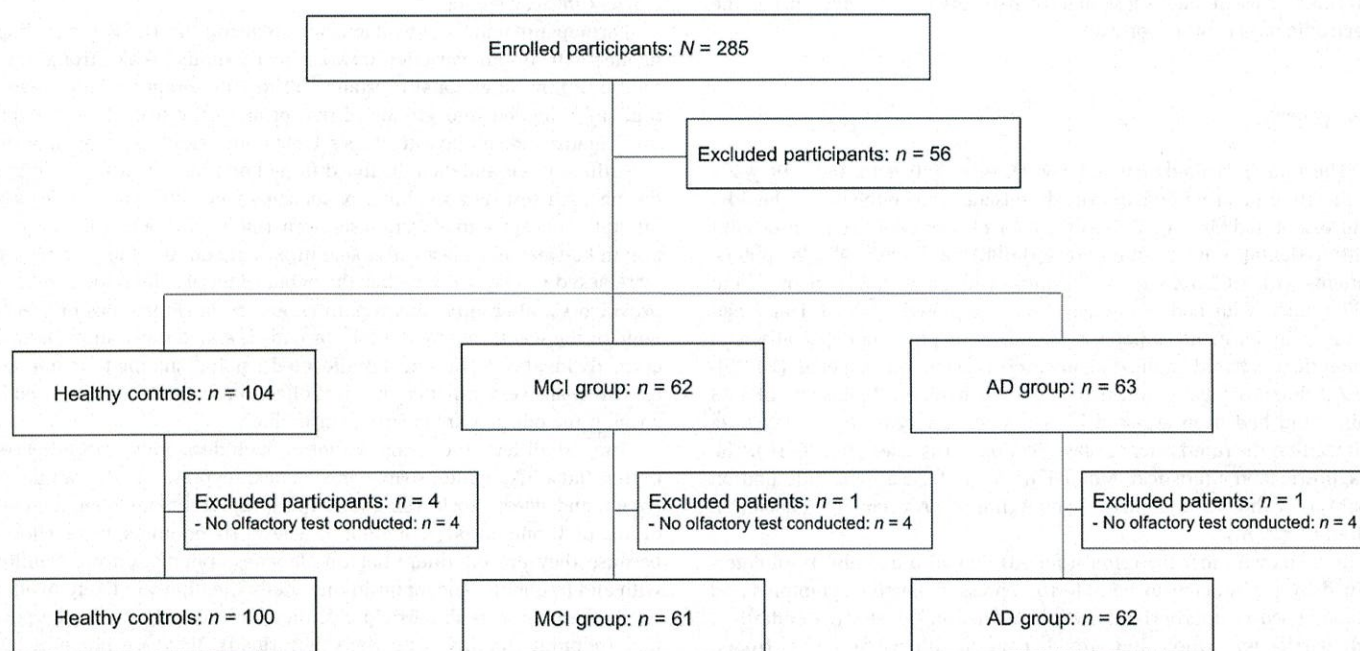 Enrolled participants: N = 285
Excluded participants: n = 56
Healthy controls: n = 104
MCI group: n = 62
AD group: n = 63
Excluded participants: n = 4
- No olfactory test conducted: n = 4
Excluded patients: n = 1
- No olfactory test conducted: n = 4
Excluded patients: n = 1
- No olfactory test conducted: n = 4
Healthy controls: n = 100
MCI group: n = 61
AD group: n = 62